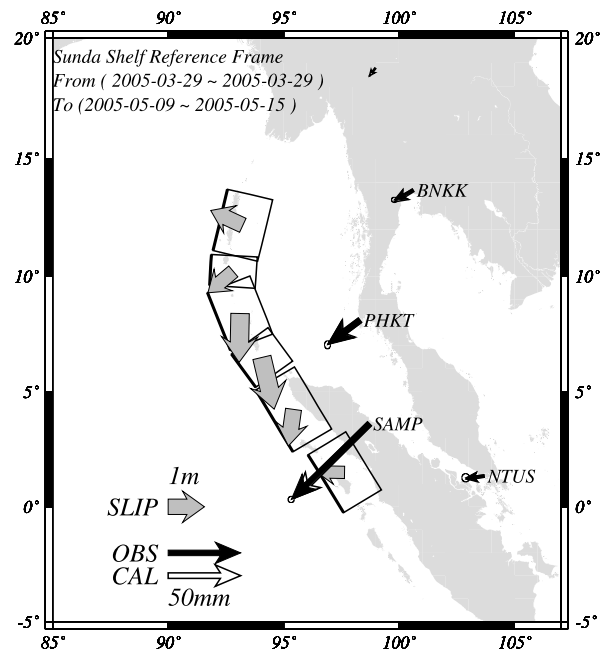 85° 90° 95° 100° 105°
20° 20°
Sunda Shelf Reference Frame
From ( 2005-03-29 ~ 2005-03-29 )
To (2005-05-09 ~ 2005-05-15 )
15° 15°
BNKK
10° 10°
PHKT
5° 5°
SAMP
1m
NTUS
SLIP
0° 0°
OBS
CAL
50mm
-5° -5°
85° 90° 95° 100° 105°